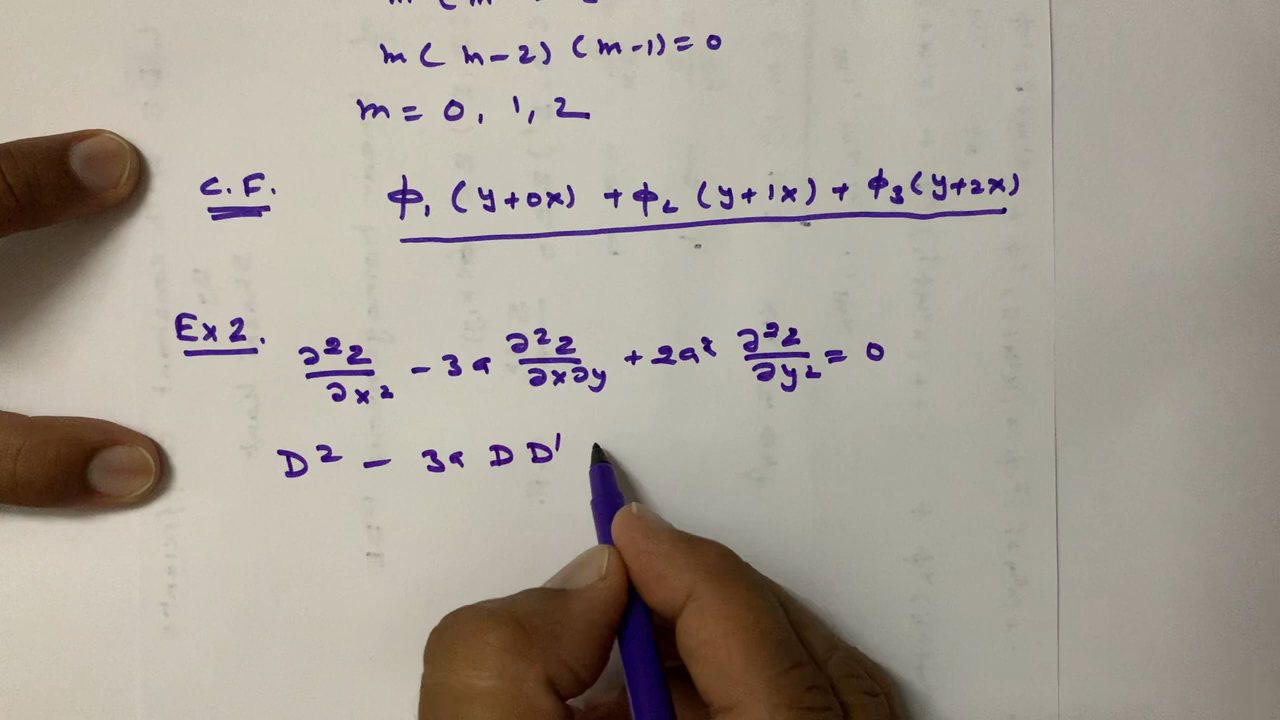 m(m-2)(m-1)=0
m = 0, 1, 2
C.F. ϕ₁(y+0x) + ϕ₂(y+1x) + ϕ₃(y+2x)
Ex 2. ∂²z/∂x² - 3a ∂²z/∂x∂y + 2a² ∂²z/∂y² = 0
D² - 3a D D'